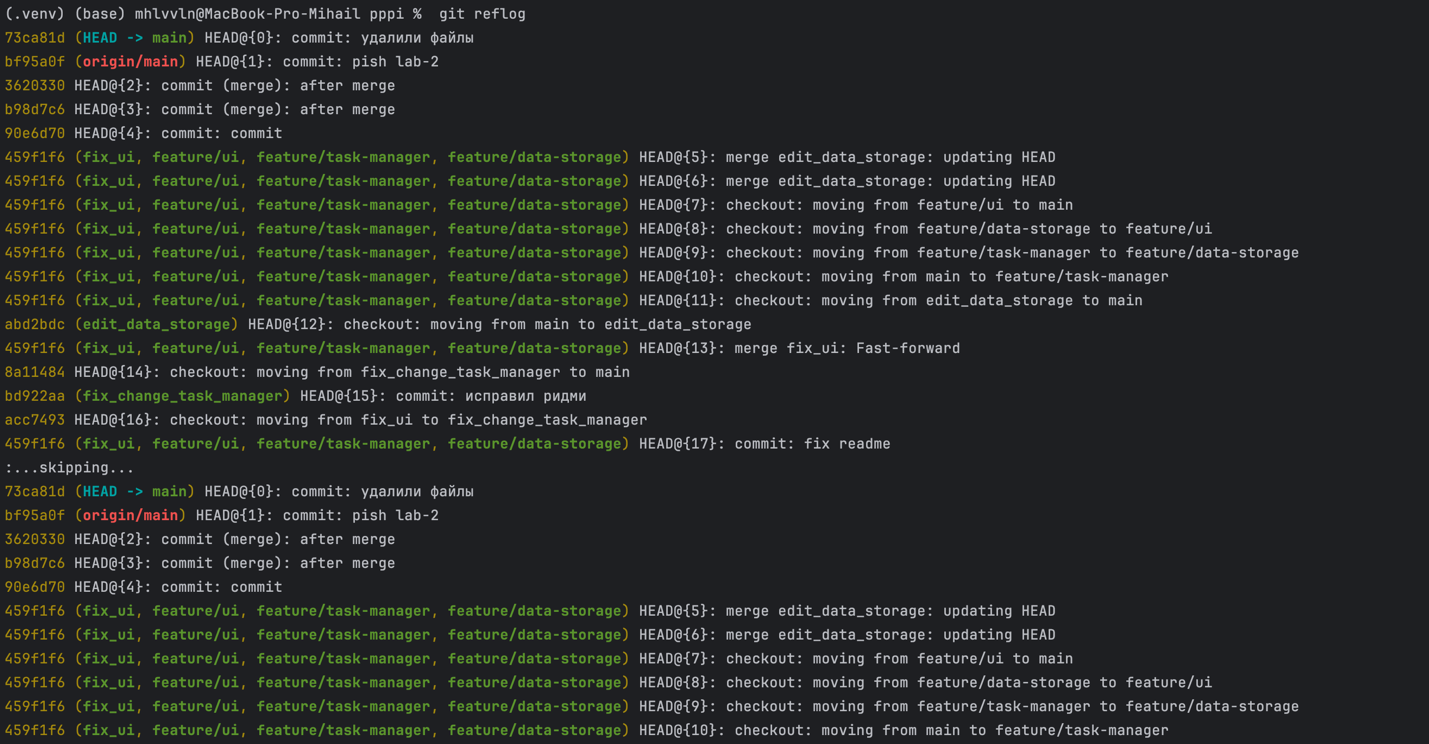 (.venv) (base) mhlvvln@MacBook-Pro-Mihail pppi %  git reflog
73ca81d (HEAD -> main) HEAD@{0}: commit: удалили файлы
bf95a0f (origin/main) HEAD@{1}: commit: pish lab-2
3620330 HEAD@{2}: commit (merge): after merge
b98d7c6 HEAD@{3}: commit (merge): after merge
90e6d70 HEAD@{4}: commit: commit
459f1f6 (fix_ui, feature/ui, feature/task-manager, feature/data-storage) HEAD@{5}: merge edit_data_storage: updating HEAD
459f1f6 (fix_ui, feature/ui, feature/task-manager, feature/data-storage) HEAD@{6}: merge edit_data_storage: updating HEAD
459f1f6 (fix_ui, feature/ui, feature/task-manager, feature/data-storage) HEAD@{7}: checkout: moving from feature/ui to main
459f1f6 (fix_ui, feature/ui, feature/task-manager, feature/data-storage) HEAD@{8}: checkout: moving from feature/data-storage to feature/ui
459f1f6 (fix_ui, feature/ui, feature/task-manager, feature/data-storage) HEAD@{9}: checkout: moving from feature/task-manager to feature/data-storage
459f1f6 (fix_ui, feature/ui, feature/task-manager, feature/data-storage) HEAD@{10}: checkout: moving from main to feature/task-manager
459f1f6 (fix_ui, feature/ui, feature/task-manager, feature/data-storage) HEAD@{11}: checkout: moving from edit_data_storage to main
abd2bdc (edit_data_storage) HEAD@{12}: checkout: moving from main to edit_data_storage
459f1f6 (fix_ui, feature/ui, feature/task-manager, feature/data-storage) HEAD@{13}: merge fix_ui: Fast-forward
8a11484 HEAD@{14}: checkout: moving from fix_change_task_manager to main
bd922aa (fix_change_task_manager) HEAD@{15}: commit: исправил ридми
acc7493 HEAD@{16}: checkout: moving from fix_ui to fix_change_task_manager
459f1f6 (fix_ui, feature/ui, feature/task-manager, feature/data-storage) HEAD@{17}: commit: fix readme
:...skipping...
73ca81d (HEAD -> main) HEAD@{0}: commit: удалили файлы
bf95a0f (origin/main) HEAD@{1}: commit: pish lab-2
3620330 HEAD@{2}: commit (merge): after merge
b98d7c6 HEAD@{3}: commit (merge): after merge
90e6d70 HEAD@{4}: commit: commit
459f1f6 (fix_ui, feature/ui, feature/task-manager, feature/data-storage) HEAD@{5}: merge edit_data_storage: updating HEAD
459f1f6 (fix_ui, feature/ui, feature/task-manager, feature/data-storage) HEAD@{6}: merge edit_data_storage: updating HEAD
459f1f6 (fix_ui, feature/ui, feature/task-manager, feature/data-storage) HEAD@{7}: checkout: moving from feature/ui to main
459f1f6 (fix_ui, feature/ui, feature/task-manager, feature/data-storage) HEAD@{8}: checkout: moving from feature/data-storage to feature/ui
459f1f6 (fix_ui, feature/ui, feature/task-manager, feature/data-storage) HEAD@{9}: checkout: moving from feature/task-manager to feature/data-storage
459f1f6 (fix_ui, feature/ui, feature/task-manager, feature/data-storage) HEAD@{10}: checkout: moving from main to feature/task-manager